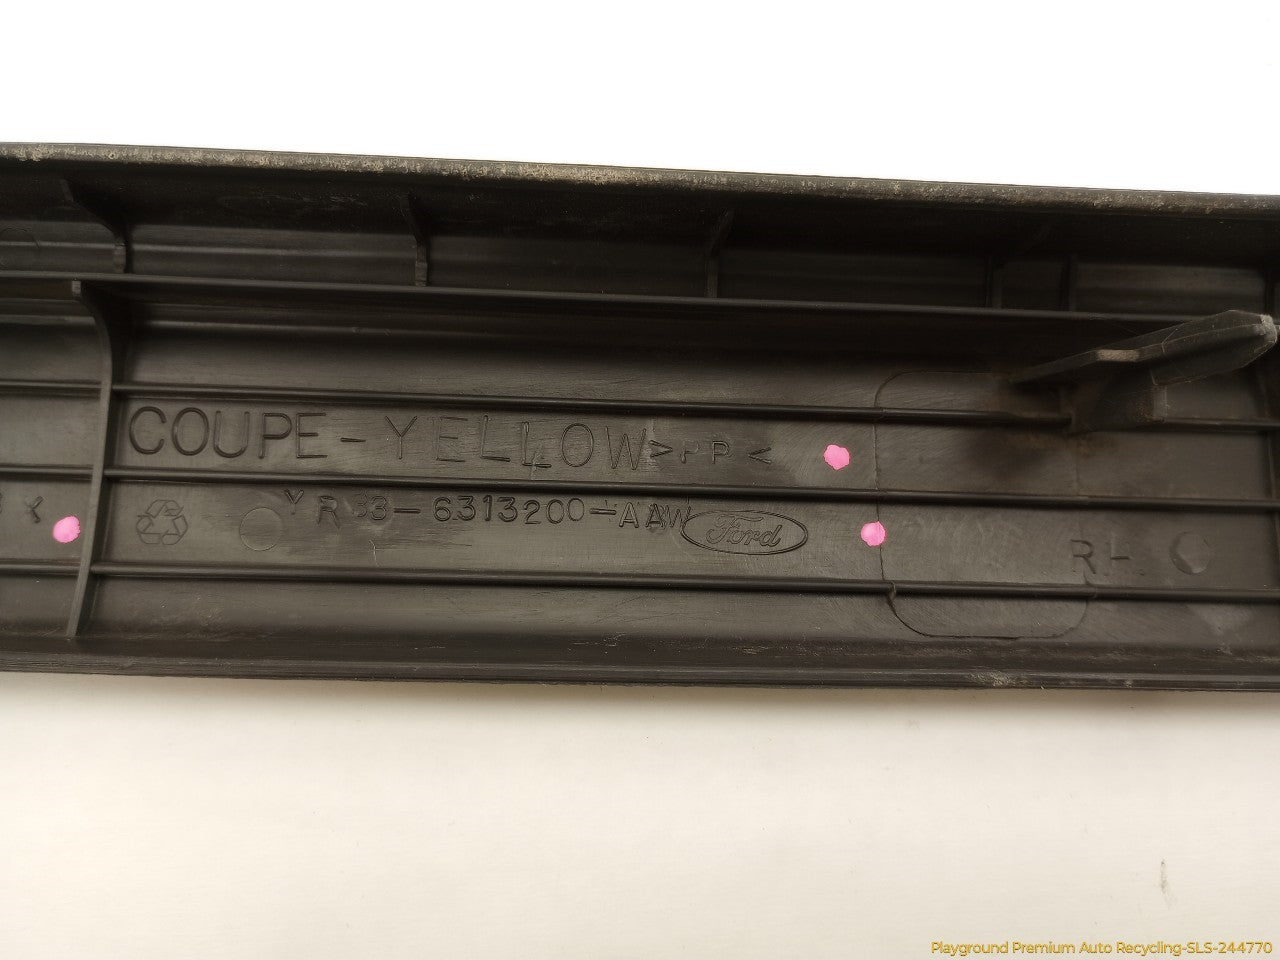 COUPE-YELLOW >PP<
YR33-6313200-AAW Ford
RH
Playground Premium Auto Recycling-SLS-244770